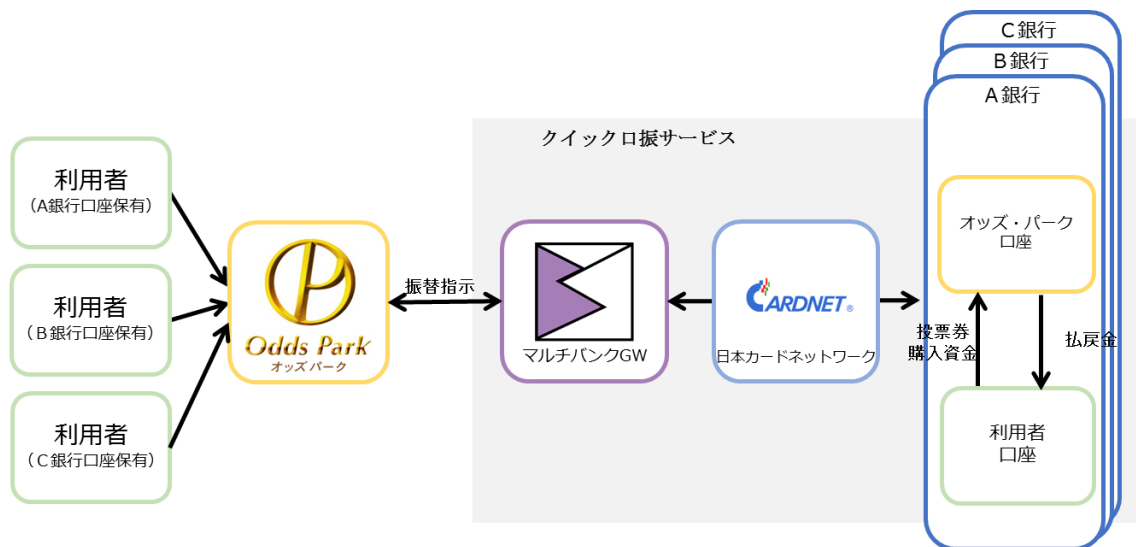 C銀行
B銀行
A銀行
クイック口振サービス
利用者
（A銀行口座保有）
利用者
（B銀行口座保有）
利用者
（C銀行口座保有）
Odds Park
オッズパーク
振替指示
マルチバンクGW
CARDNET®
日本カードネットワーク
オッズ・パーク
口座
投票券
購入資金
払戻金
利用者
口座